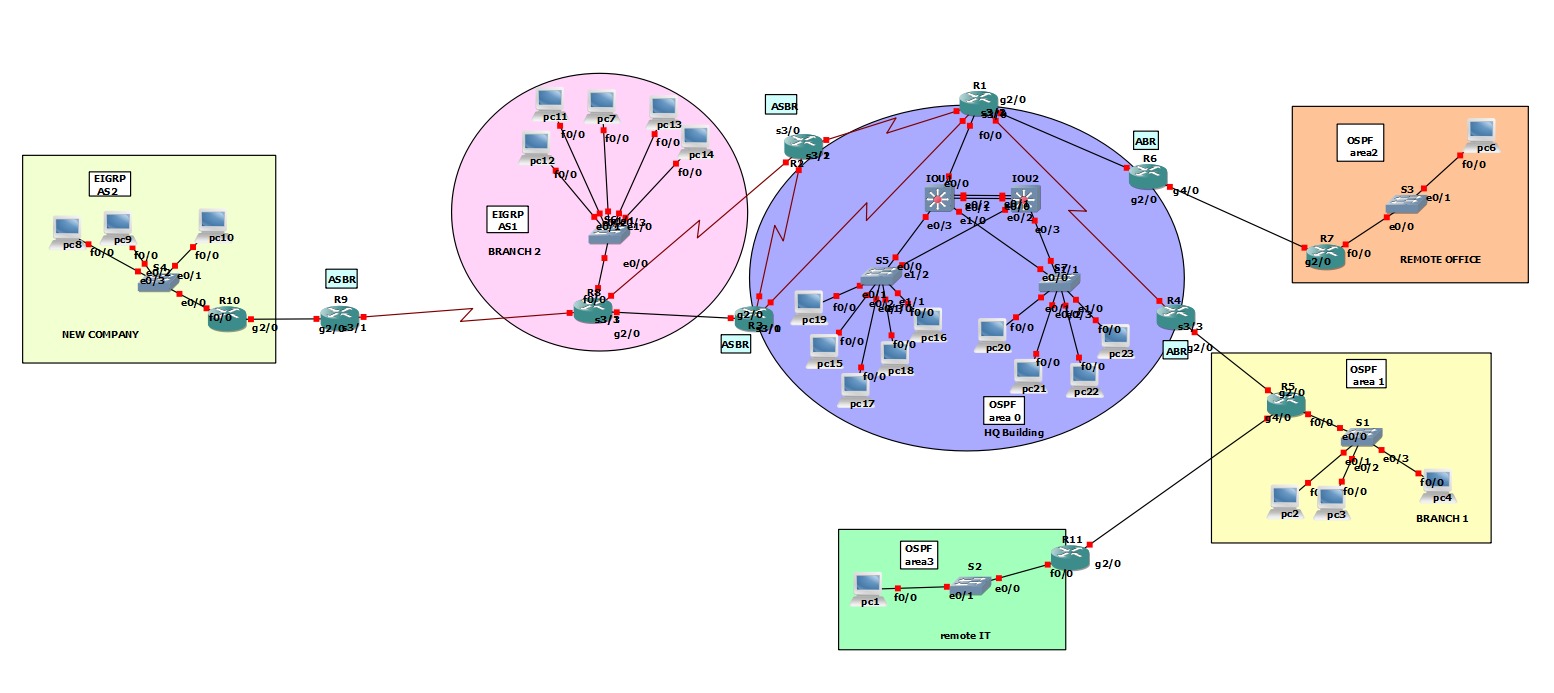 EIGRP
AS2
pc8
pc9
pc10
f0/0
f0/0
f0/0
S4
e0/2
e0/1
e0/3
e0/0
R10
f0/0
g2/0
NEW COMPANY
ASBR
R9
g2/0
s3/1
pc11
pc7
pc13
pc12
pc14
f0/0
f0/0
f0/0
f0/0
f0/0
EIGRP
AS1
BRANCH 2
e0/1
e1/0
e0/0
R8
f0/0
s3/1
g2/0
ASBR
s3/0
R2
ASBR
g2/0
R3
R1
g2/0
f0/0
IOU1
IOU2
e0/0
e0/2
e0/1
e0/2
e0/3
e1/0
e0/3
S5
e0/0
e1/2
e0/1
e0/2
e1/1
f0/0
f0/0
f0/0
f0/0
f0/0
pc19
pc15
pc16
pc18
pc17
e1/1
e0/0
e0/3
e1/0
f0/0
f0/0
f0/0
f0/0
pc20
pc21
pc22
pc23
OSPF
area 0
HQ Building
ABR
R6
g2/0
g4/0
R4
s3/3
ABR
g2/0
OSPF
area2
pc6
f0/0
S3
e0/1
e0/0
R7
g2/0
f0/0
REMOTE OFFICE
OSPF
area 1
R5
g2/0
g4/0
f0/0
S1
e0/0
e0/1
e0/2
e0/3
f0/0
f0/0
pc2
pc3
pc4
BRANCH 1
OSPF
area3
R11
g2/0
f0/0
S2
e0/0
e0/1
f0/0
pc1
remote IT